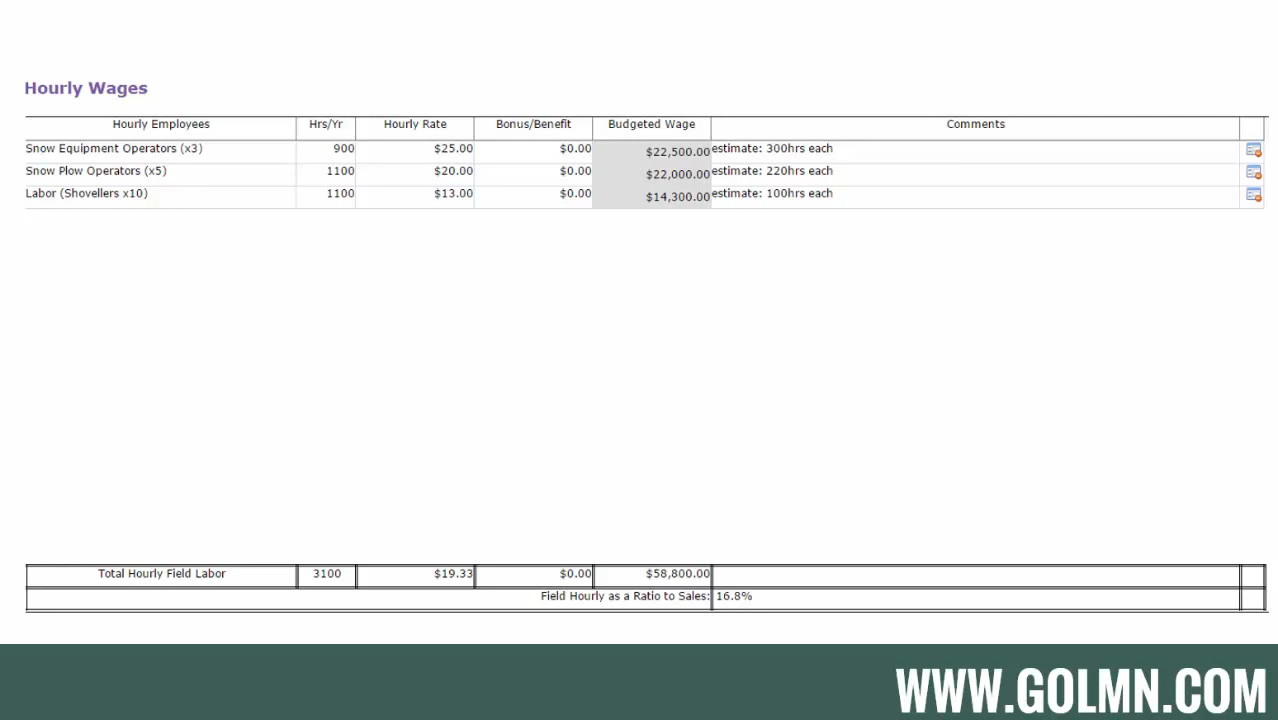 Hourly Wages
Hourly Employees Hrs/Yr Hourly Rate Bonus/Benefit Budgeted Wage Comments
Snow Equipment Operators (x3) 900 $25.00 $0.00 $22,500.00 estimate: 300hrs each
Snow Plow Operators (x5) 1100 $20.00 $0.00 $22,000.00 estimate: 220hrs each
Labor (Shovellers x10) 1100 $13.00 $0.00 $14,300.00 estimate: 100hrs each
Total Hourly Field Labor 3100 $19.33 $0.00 $58,800.00
Field Hourly as a Ratio to Sales: 16.8%
WWW.GOLMN.COM